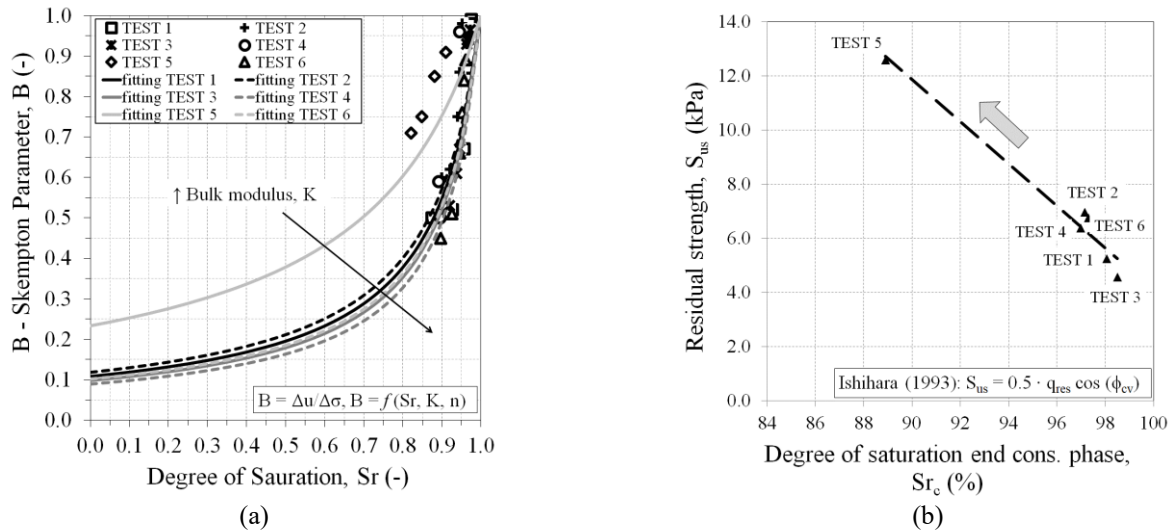 B - Skempton Parameter, B (-)
1.0
0.9
0.8
0.7
0.6
0.5
0.4
0.3
0.2
0.1
0.0
TEST 1 TEST 2
TEST 3 TEST 4
TEST 5 TEST 6
fitting TEST 1 fitting TEST 2
fitting TEST 3 fitting TEST 4
fitting TEST 5 fitting TEST 6
↑ Bulk modulus, K
B = Δu/Δσ, B = f (Sr, K, n)
0.0 0.1 0.2 0.3 0.4 0.5 0.6 0.7 0.8 0.9 1.0
Degree of Sauration, Sr (-)
(a)
Residual strength, Sus (kPa)
14.0
12.0
10.0
8.0
6.0
4.0
2.0
0.0
TEST 5
TEST 2
TEST 4 TEST 6
TEST 1
TEST 3
Ishihara (1993): Sus = 0.5 · qres cos (ϕcv)
84 86 88 90 92 94 96 98 100
Degree of saturation end cons. phase,
Src (%)
(b)